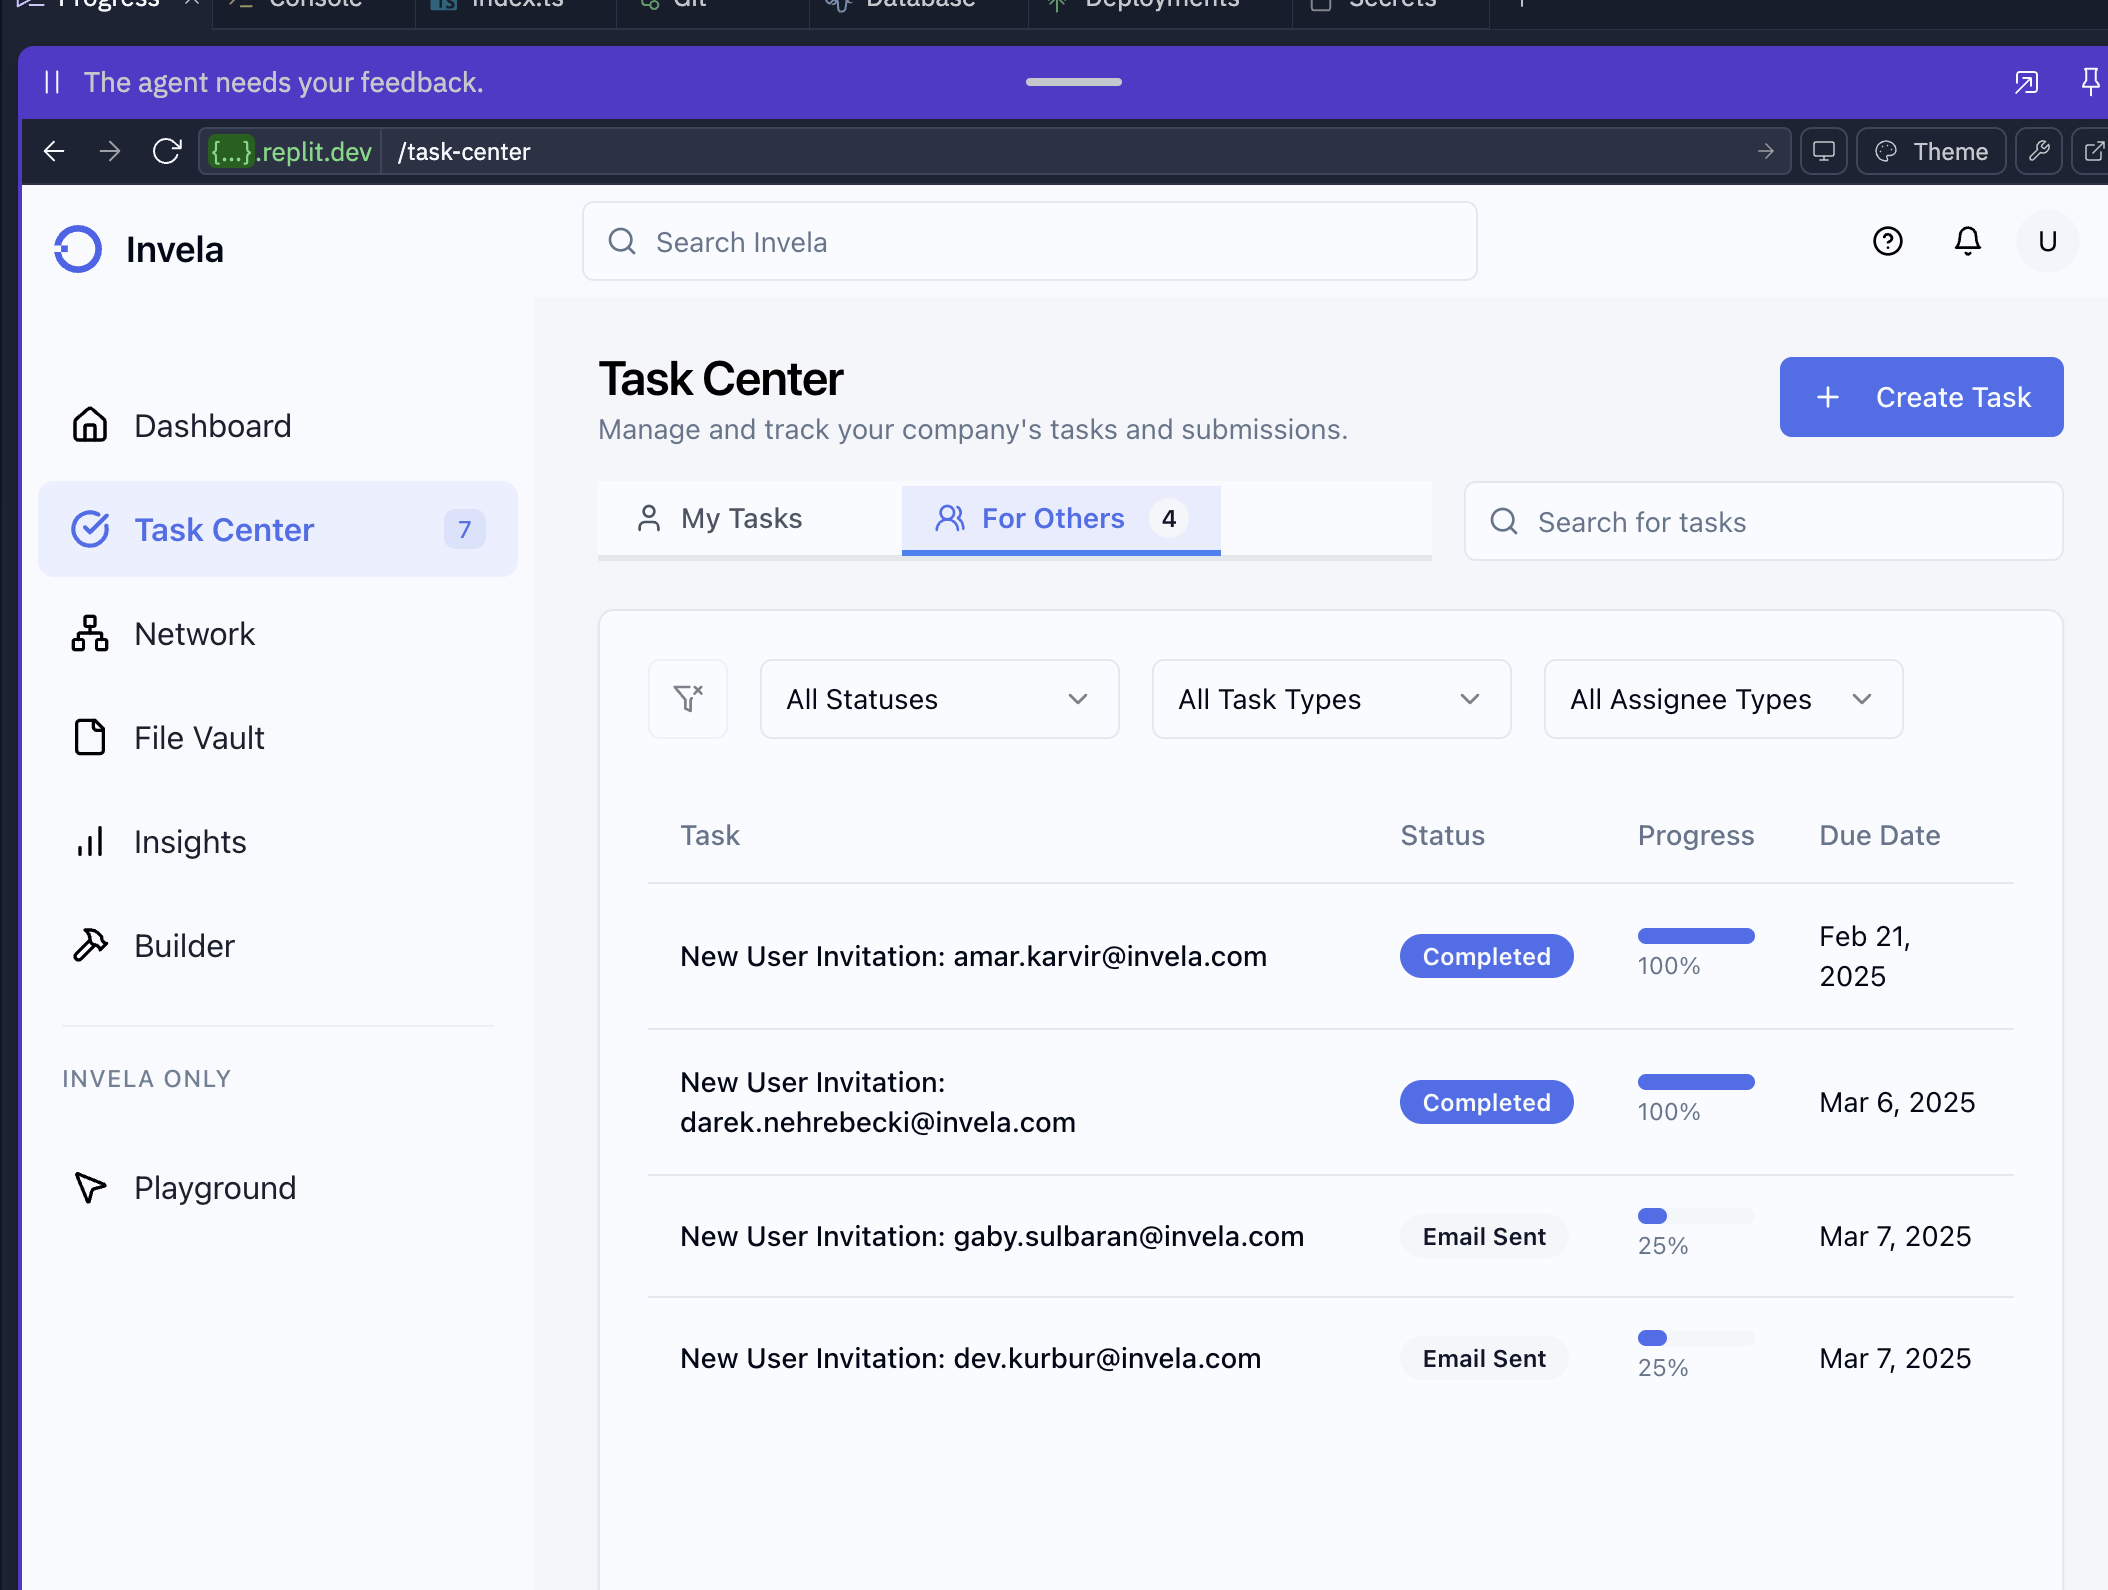 Progress
Console
index.ts
Git
Database
Deployments
Secrets
The agent needs your feedback.
{...}.replit.dev
/task-center
Theme
Invela
Search Invela
U
Dashboard
Task Center
7
Network
File Vault
Insights
Builder
INVELA ONLY
Playground
Task Center
Manage and track your company's tasks and submissions.
Create Task
My Tasks
For Others
4
Search for tasks
All Statuses
All Task Types
All Assignee Types
Task
Status
Progress
Due Date
New User Invitation: amar.karvir@invela.com
Completed
100%
Feb 21,
2025
New User Invitation:
darek.nehrebecki@invela.com
Completed
100%
Mar 6, 2025
New User Invitation: gaby.sulbaran@invela.com
Email Sent
25%
Mar 7, 2025
New User Invitation: dev.kurbur@invela.com
Email Sent
25%
Mar 7, 2025